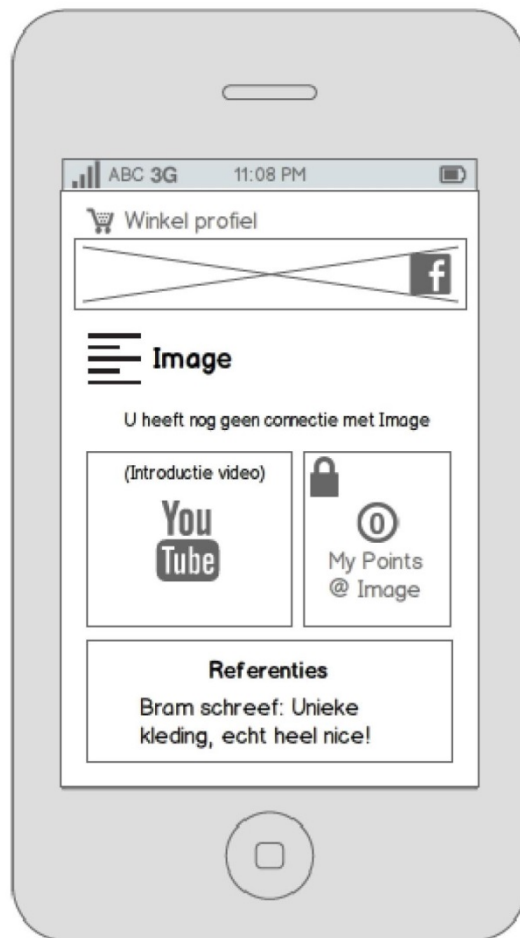 ABC 3G 11:08 PM
Winkel profiel
f
Image
U heeft nog geen connectie met Image
(Introductie video)
You
Tube
0
My Points
@ Image
Referenties
Bram schreef: Unieke
kleding, echt heel nice!